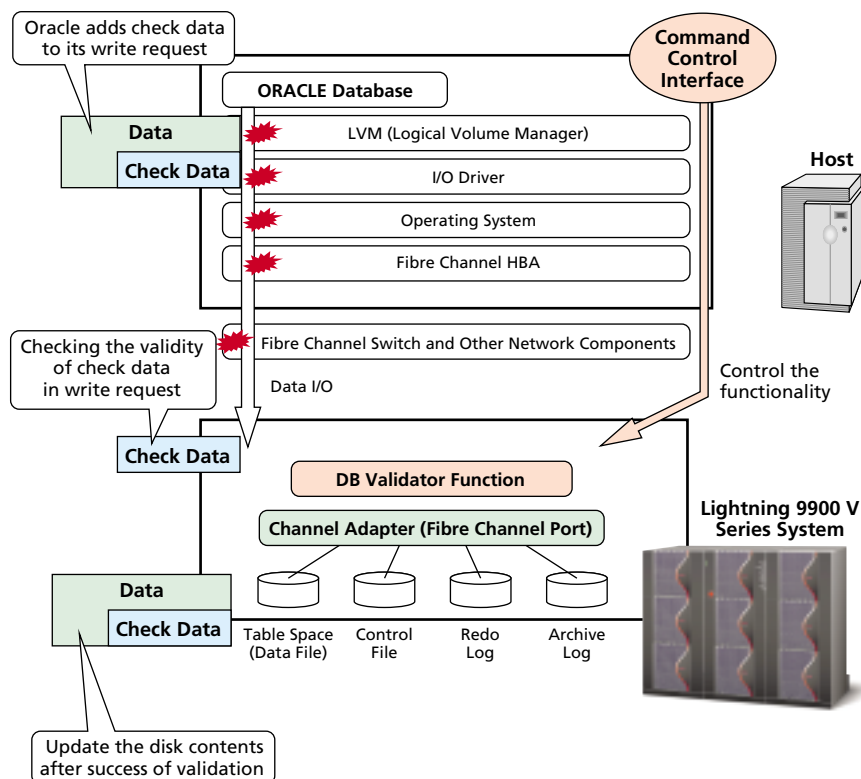 Oracle adds check data
to its write request
Command
Control
Interface
ORACLE Database
Data
Check Data
LVM (Logical Volume Manager)
I/O Driver
Operating System
Fibre Channel HBA
Host
Checking the validity
of check data
in write request
Fibre Channel Switch and Other Network Components
Data I/O
Control the
functionality
Check Data
DB Validator Function
Channel Adapter (Fibre Channel Port)
Lightning 9900 V
Series System
Data
Check Data
Table Space
(Data File)
Control
File
Redo
Log
Archive
Log
Update the disk contents
after success of validation